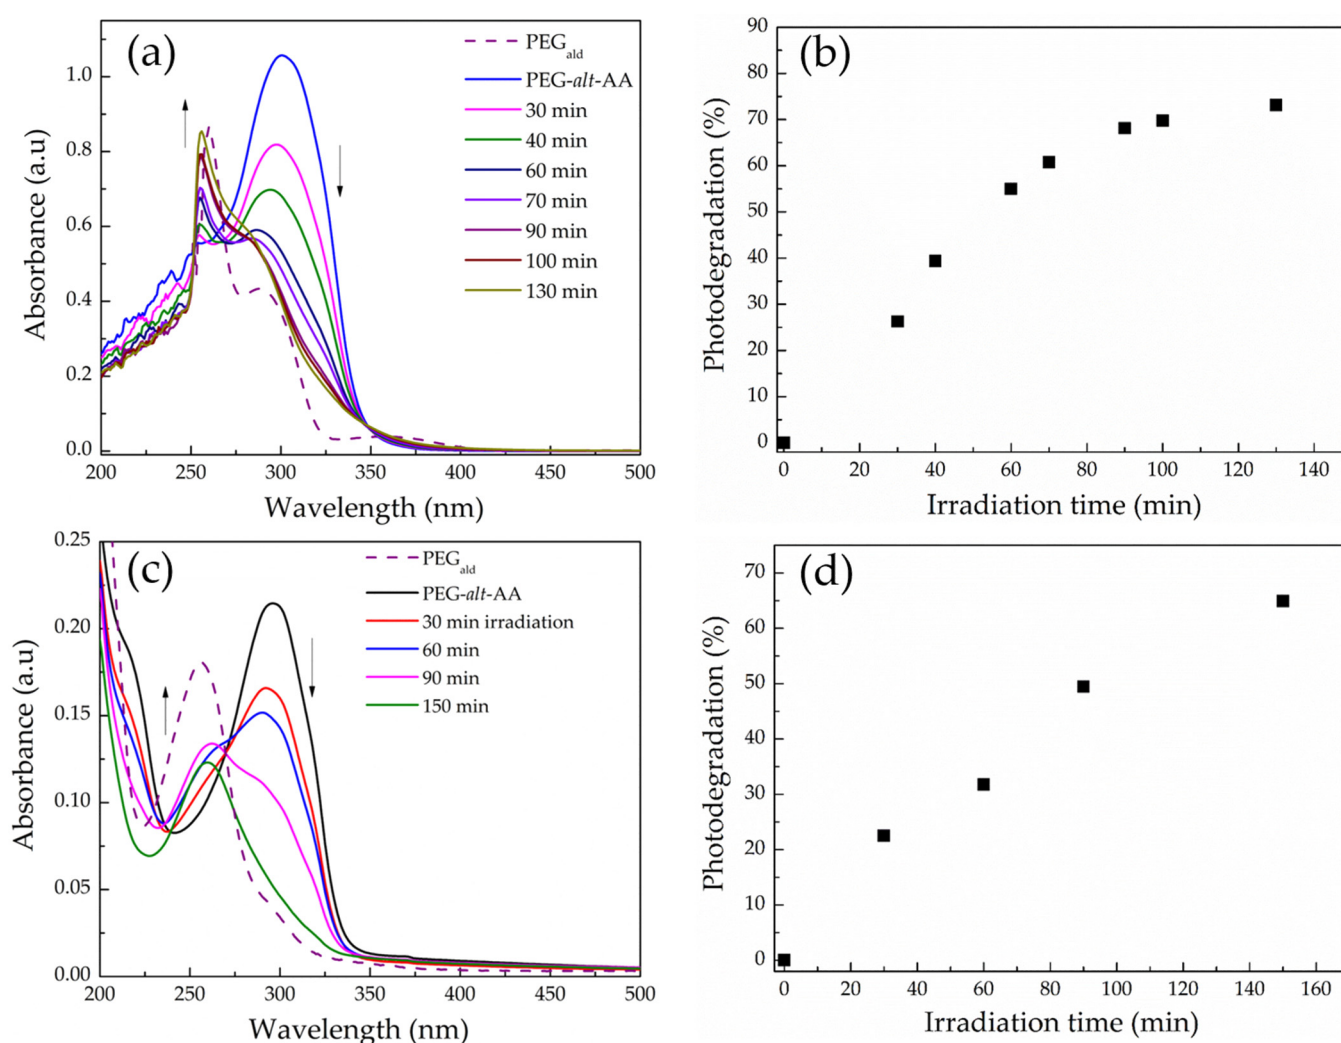 (a)
PEG ald
PEG-alt-AA
30 min
40 min
60 min
70 min
90 min
100 min
130 min
1.0
0.8
0.6
0.4
0.2
0.0
Absorbance (a.u)
200 250 300 350 400 450 500
Wavelength (nm)
(b)
90
80
70
60
50
40
30
20
10
0
Photodegradation (%)
0 20 40 60 80 100 120 140
Irradiation time (min)
(c)
PEG ald
PEG-alt-AA
30 min irradiation
60 min
90 min
150 min
0.25
0.20
0.15
0.10
0.05
0.00
Absorbance (a.u)
200 250 300 350 400 450 500
Wavelength (nm)
(d)
70
60
50
40
30
20
10
0
Photodegradation (%)
0 20 40 60 80 100 120 140 160
Irradiation time (min)